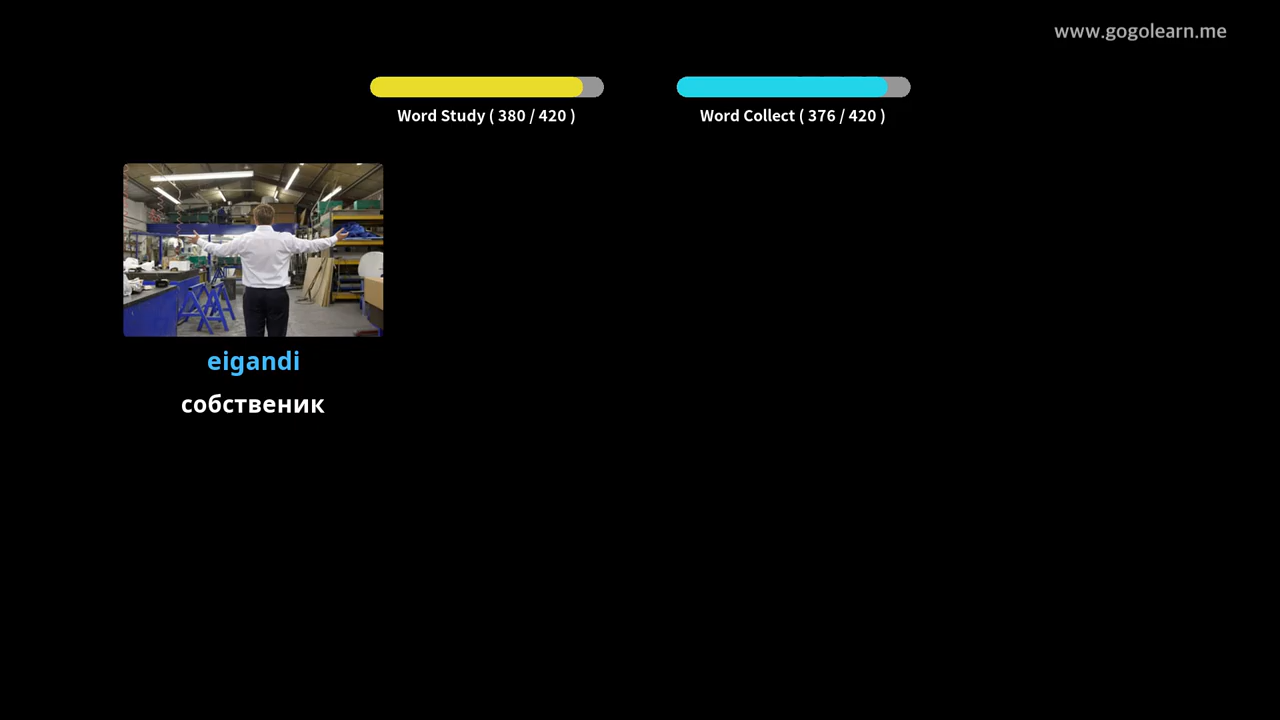 www.gogolearn.me
Word Study ( 380 / 420 )
Word Collect ( 376 / 420 )
eigandi
собственик